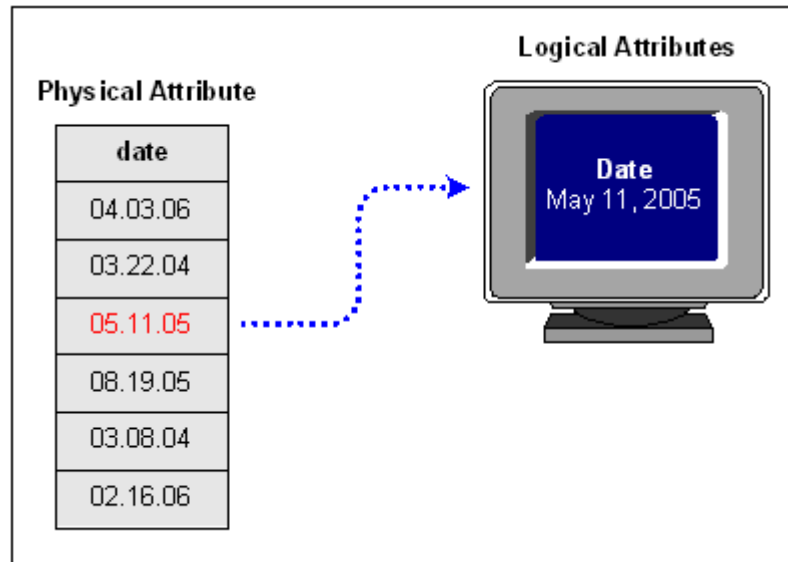 Physical Attribute
date
04.03.06
03.22.04
05.11.05
08.19.05
03.08.04
02.16.06
Logical Attributes
Date
May 11, 2005